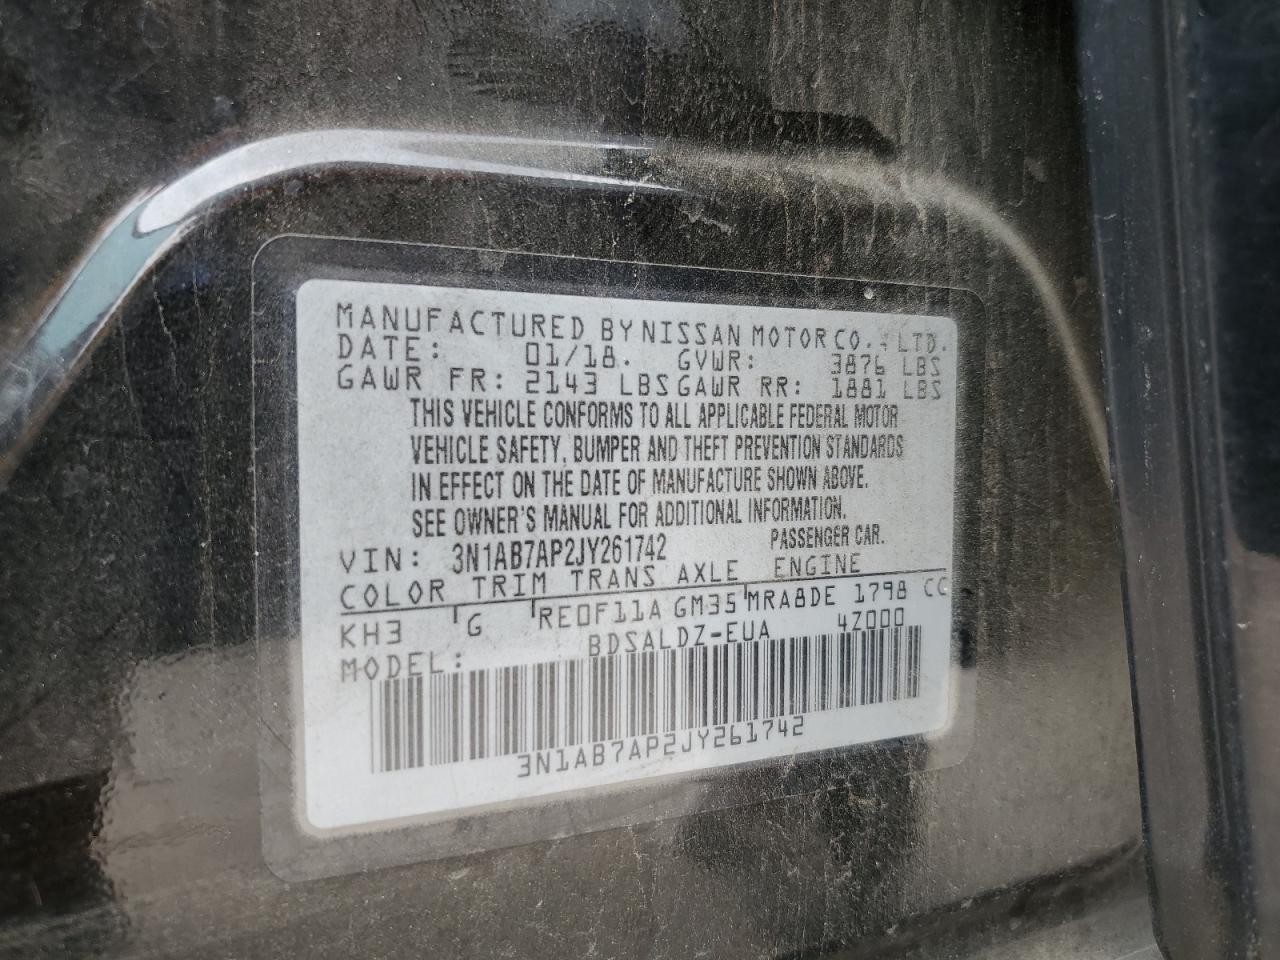 MANUFACTURED BY NISSAN MOTOR CO., LTD.
DATE: 01/18. GVWR: 3876 LBS
GAWR FR: 2143 LBS GAWR RR: 1881 LBS
THIS VEHICLE CONFORMS TO ALL APPLICABLE FEDERAL MOTOR
VEHICLE SAFETY, BUMPER AND THEFT PREVENTION STANDARDS
IN EFFECT ON THE DATE OF MANUFACTURE SHOWN ABOVE.
SEE OWNER'S MANUAL FOR ADDITIONAL INFORMATION.
VIN: 3N1AB7AP2JY261742 PASSENGER CAR.
COLOR TRIM TRANS AXLE ENGINE
KH3 G RE0F11A GM35 MRA8DE 1798 CC
MODEL: BDSALDZ-EUA 4Z000
3N1AB7AP2JY261742